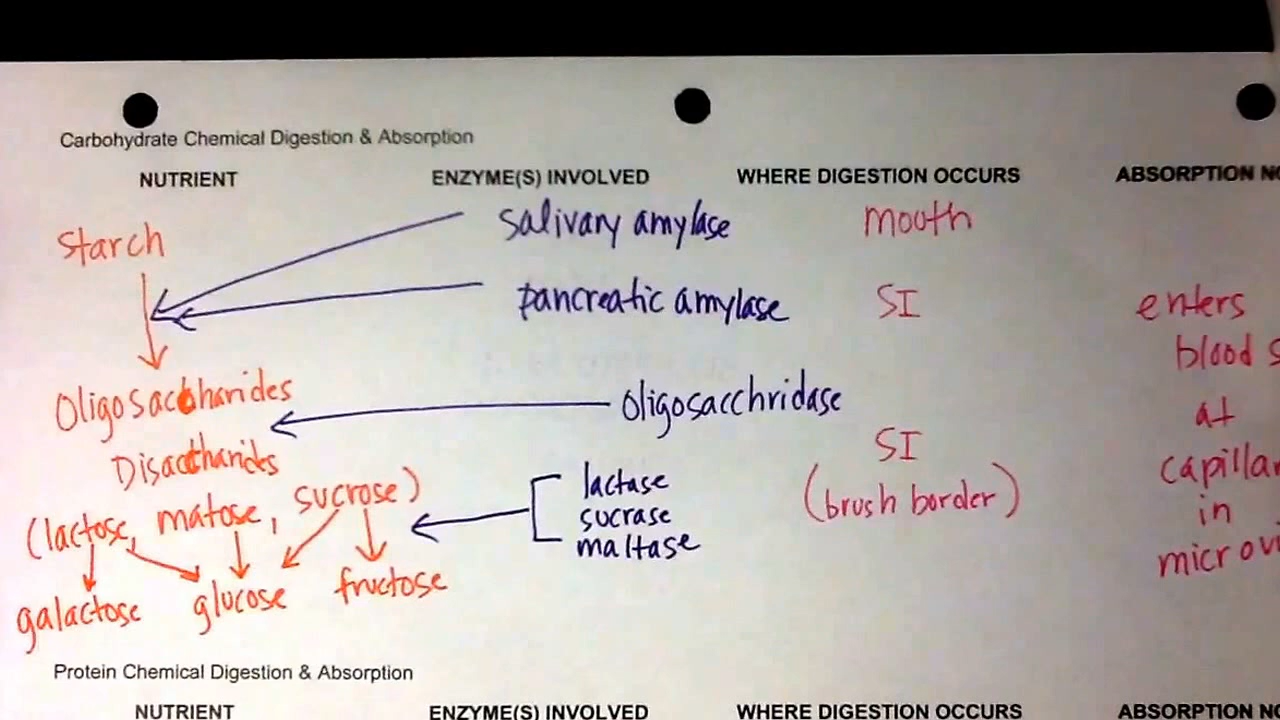 Carbohydrate Chemical Digestion & Absorption
NUTRIENT ENZYME(S) INVOLVED WHERE DIGESTION OCCURS ABSORPTION
starch salivary amylase mouth
pancreatic amylase SI enters
blood
Oligosaccharides oligosacchridase at
Disaccharides SI
(lactose, matose, sucrose) lactase (brush border)
sucrase in
maltase
galactose glucose fructose
Protein Chemical Digestion & Absorption
NUTRIENT ENZYME(S) INVOLVED WHERE DIGESTION OCCURS ABSORPTION